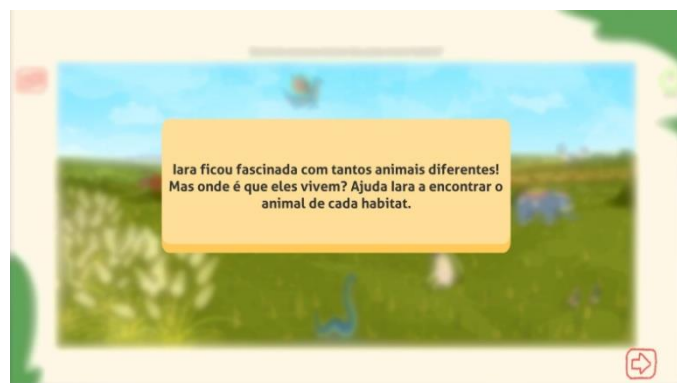 Iara ficou fascinada com tantos animais diferentes!
Mas onde é que eles vivem? Ajuda Iara a encontrar o
animal de cada habitat.